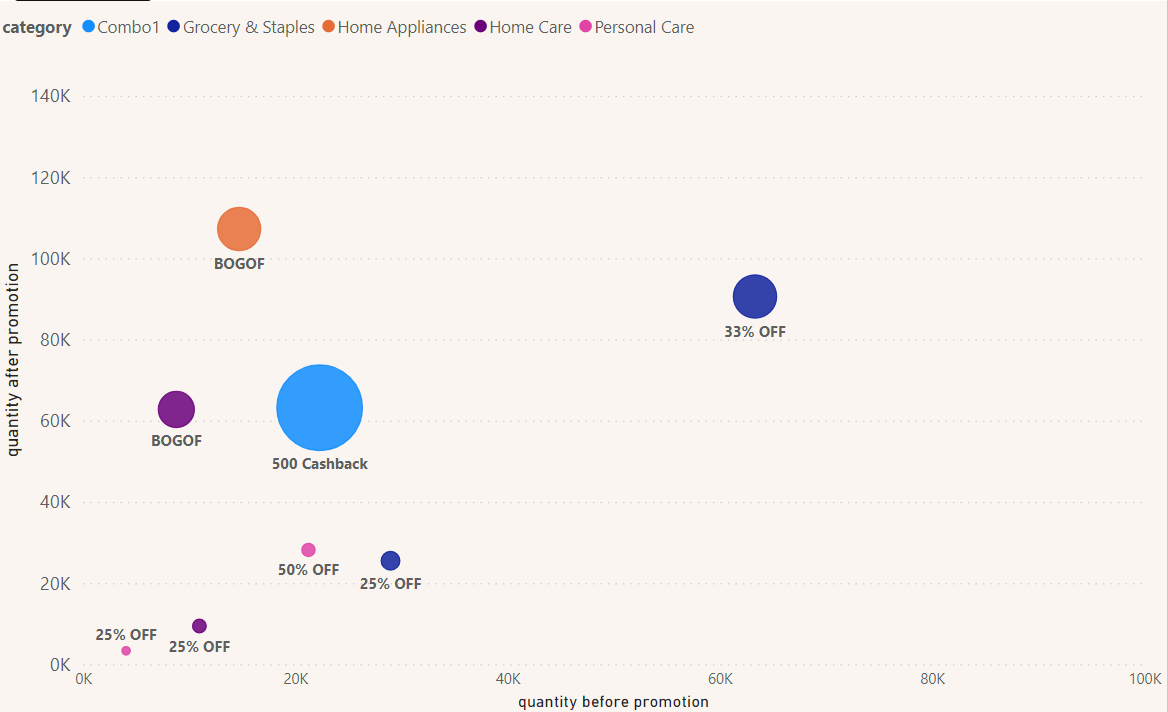 category Combo1 Grocery & Staples Home Appliances Home Care Personal Care
140K
120K
100K
80K
60K
40K
20K
0K
quantity after promotion
BOGOF
33% OFF
BOGOF
500 Cashback
50% OFF
25% OFF
25% OFF
25% OFF
0K 20K 40K 60K 80K 100K
quantity before promotion